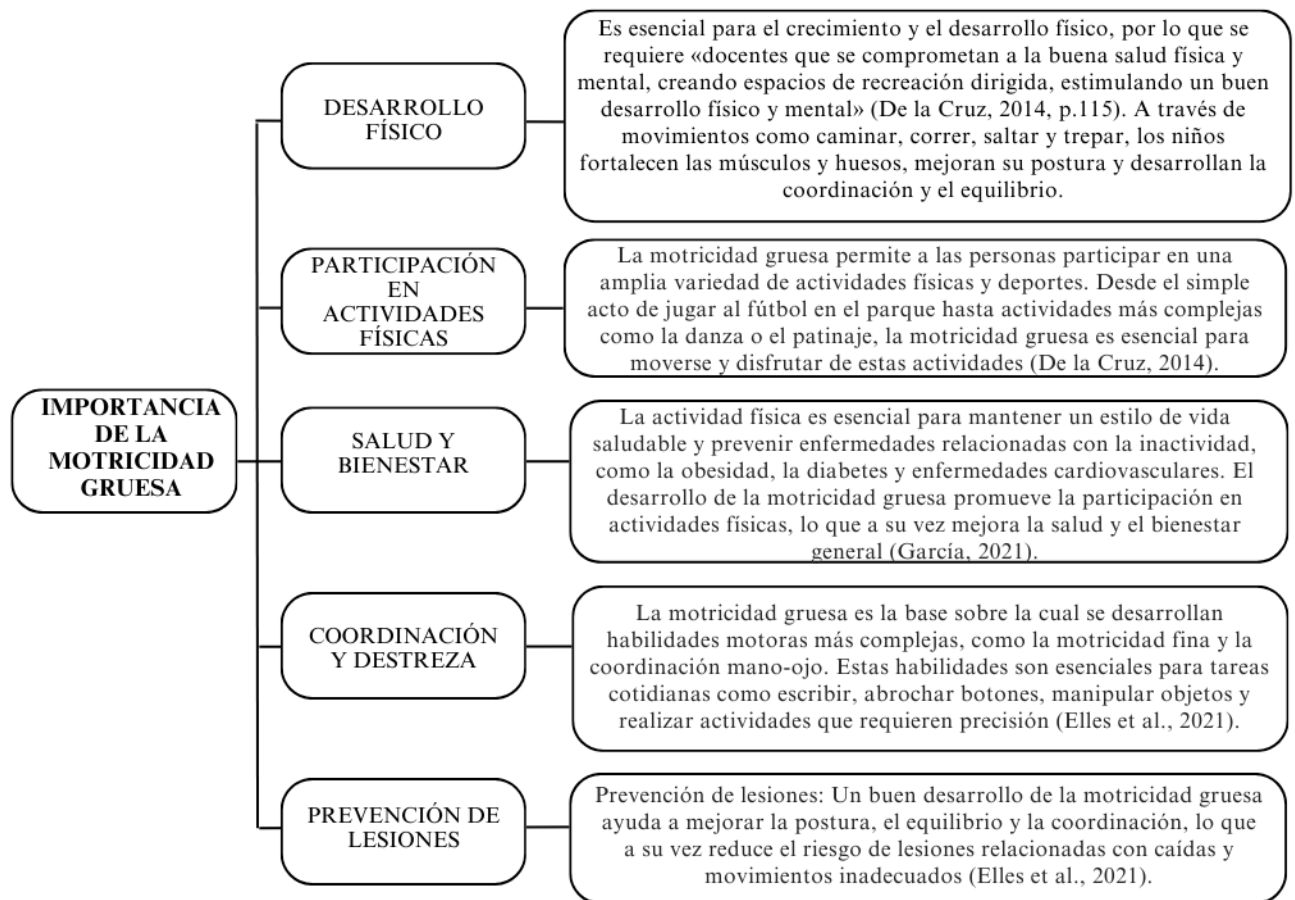 IMPORTANCIA
DE LA
MOTRICIDAD
GRUESA
DESARROLLO
FÍSICO
Es esencial para el crecimiento y el desarrollo físico, por lo que se
requiere «docentes que se comprometan a la buena salud física y
mental, creando espacios de recreación dirigida, estimulando un buen
desarrollo físico y mental» (De la Cruz, 2014, p.115). A través de
movimientos como caminar, correr, saltar y trepar, los niños
fortalecen las músculos y huesos, mejoran su postura y desarrollan la
coordinación y el equilibrio.
PARTICIPACIÓN
EN
ACTIVIDADES
FÍSICAS
La motricidad gruesa permite a las personas participar en una
amplia variedad de actividades físicas y deportes. Desde el simple
acto de jugar al fútbol en el parque hasta actividades más complejas
como la danza o el patinaje, la motricidad gruesa es esencial para
moverse y disfrutar de estas actividades (De la Cruz, 2014).
SALUD Y
BIENESTAR
La actividad física es esencial para mantener un estilo de vida
saludable y prevenir enfermedades relacionadas con la inactividad,
como la obesidad, la diabetes y enfermedades cardiovasculares. El
desarrollo de la motricidad gruesa promueve la participación en
actividades físicas, lo que a su vez mejora la salud y el bienestar
general (García, 2021).
COORDINACIÓN
Y DESTREZA
La motricidad gruesa es la base sobre la cual se desarrollan
habilidades motoras más complejas, como la motricidad fina y la
coordinación mano-ojo. Estas habilidades son esenciales para tareas
cotidianas como escribir, abrochar botones, manipular objetos y
realizar actividades que requieren precisión (Elles et al., 2021).
PREVENCIÓN DE
LESIONES
Prevención de lesiones: Un buen desarrollo de la motricidad gruesa
ayuda a mejorar la postura, el equilibrio y la coordinación, lo que
a su vez reduce el riesgo de lesiones relacionadas con caídas y
movimientos inadecuados (Elles et al., 2021).